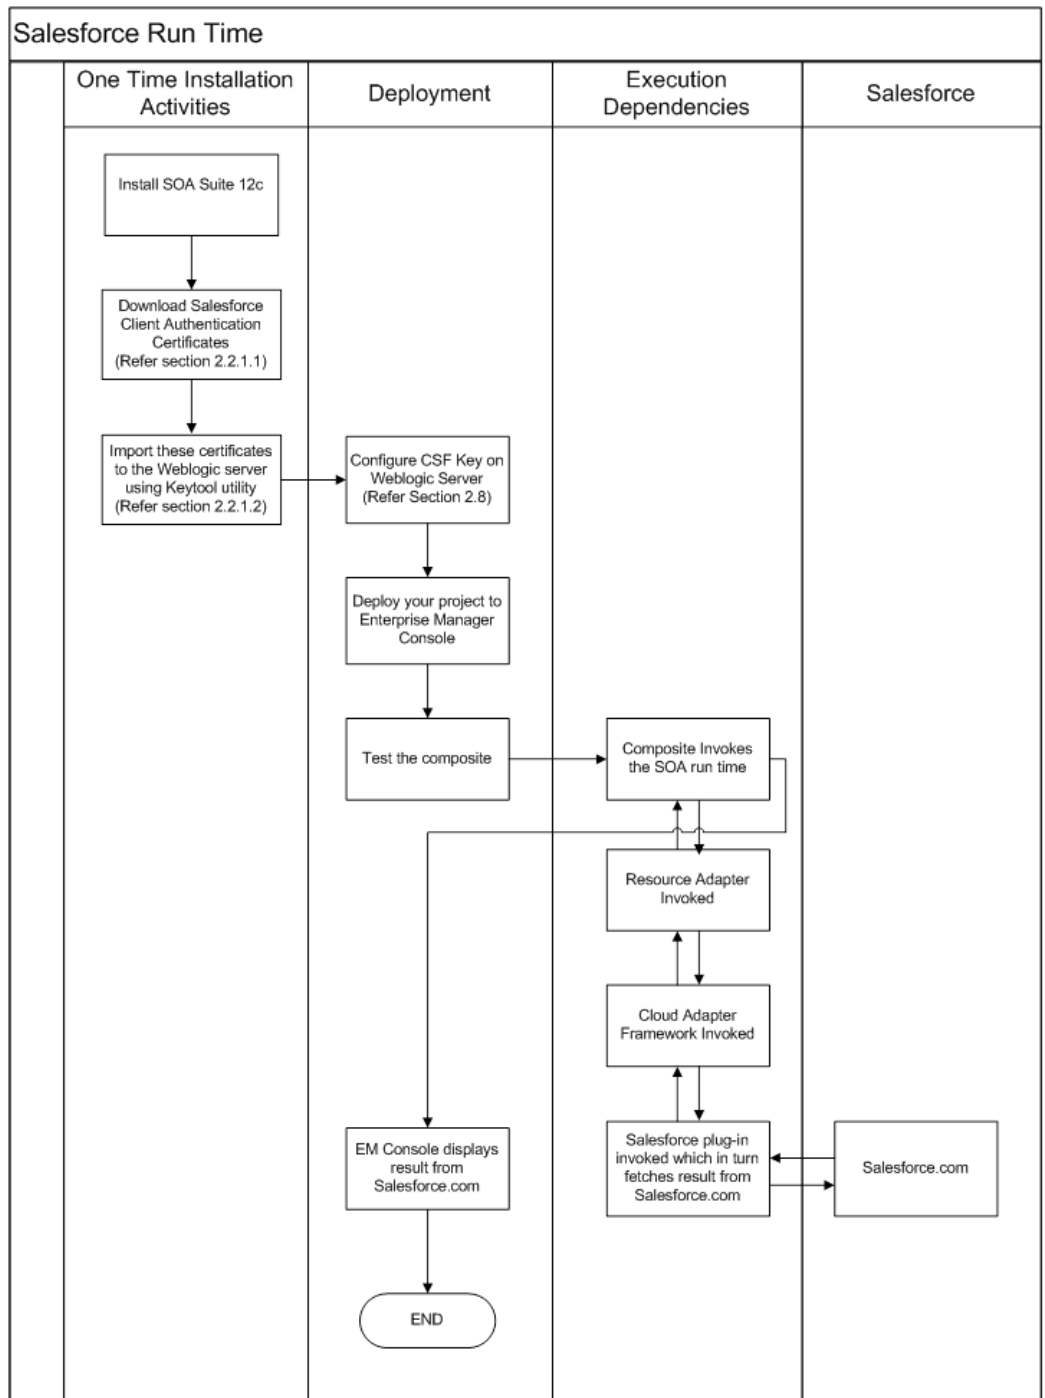 Salesforce Run Time
One Time Installation
Activities
Deployment
Execution
Dependencies
Salesforce
Install SOA Suite 12c
Download Salesforce
Client Authentication
Certificates
(Refer section 2.2.1.1)
Import these certificates
to the Weblogic server
using Keytool utility
(Refer section 2.2.1.2)
Configure CSF Key on
Weblogic Server
(Refer Section 2.8)
Deploy your project to
Enterprise Manager
Console
Test the composite
Composite Invokes
the SOA run time
Resource Adapter
Invoked
Cloud Adapter
Framework Invoked
Salesforce plug-in
invoked which in turn
fetches result from
Salesforce.com
Salesforce.com
EM Console displays
result from
Salesforce.com
END